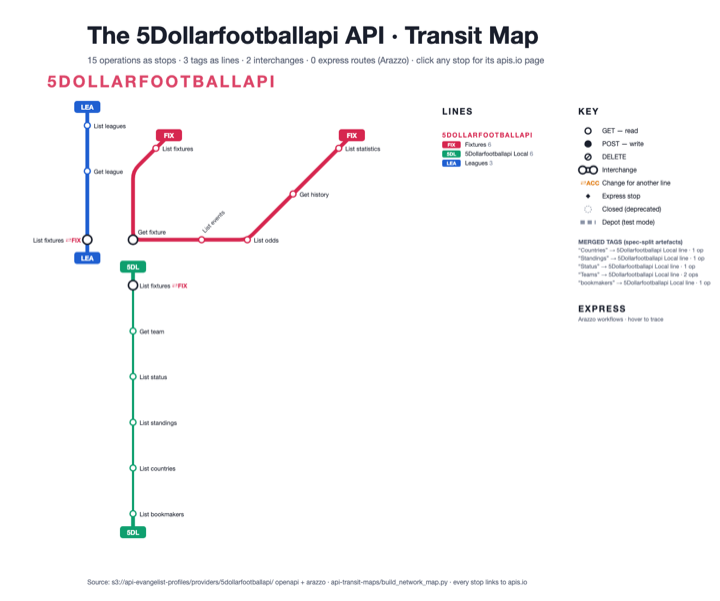 The 5Dollarfootballapi API · Transit Map
15 operations as stops · 3 tags as lines · 2 interchanges · 0 express routes (Arazzo) · click any stop for its apis.io page
5DOLLARFOOTBALLAPI
LEA
List leagues
Get league
List fixtures ⇄FIX
LEA
FIX
List fixtures
Get fixture
List events
List odds
Get history
FIX
List statistics
5DL
List fixtures ⇄FIX
Get team
List status
List standings
List countries
List bookmakers
5DL
LINES
5DOLLARFOOTBALLAPI
FIX Fixtures 6
5DL 5Dollarfootballapi Local 6
LEA Leagues 3
KEY
GET — read
POST — write
DELETE
Interchange
⇄ACC Change for another line
Express stop
Closed (deprecated)
Depot (test mode)
MERGED TAGS (spec-split artefacts)
"Countries" → 5Dollarfootballapi Local line · 1 op
"Standings" → 5Dollarfootballapi Local line · 1 op
"Status" → 5Dollarfootballapi Local line · 1 op
"Teams" → 5Dollarfootballapi Local line · 2 ops
"bookmakers" → 5Dollarfootballapi Local line · 1 op
EXPRESS
Arazzo workflows · hover to trace
Source: s3://api-evangelist-profiles/providers/5dollarfootballapi/ openapi + arazzo · api-transit-maps/build_network_map.py · every stop links to apis.io